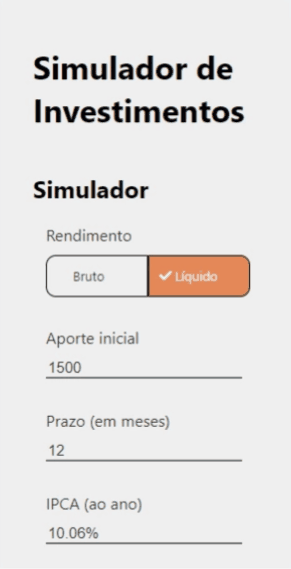 Simulador de
Investimentos
Simulador
Rendimento
Bruto
Líquido
Aporte inicial
1500
Prazo (em meses)
12
IPCA (ao ano)
10.06%